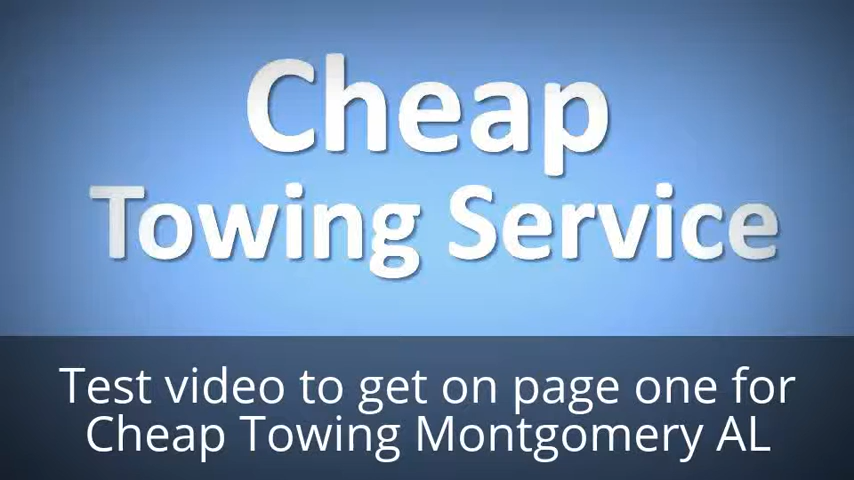 Cheap
Towing Service
Test video to get on page one for
Cheap Towing Montgomery AL